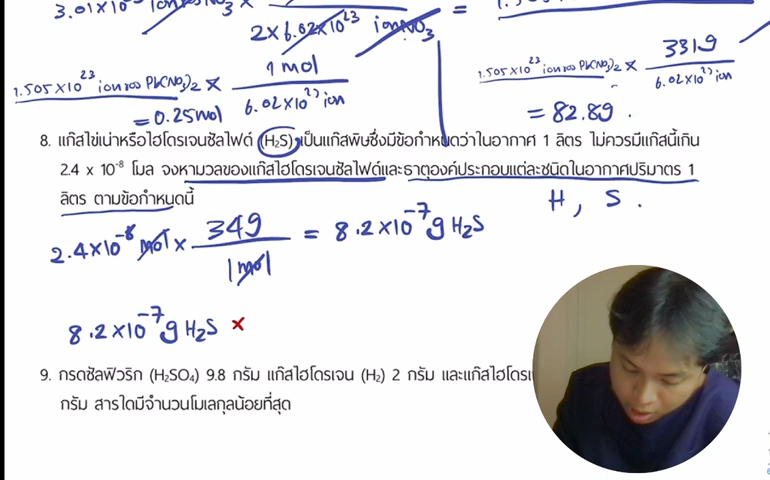 3.01×10
2×6.02×10²³ ion NO₃
=
1.505×10²³ ion ของ Pb(NO₃)₂ × 1 mol / 6.02×10²³ ion
= 0.25 mol
1.505×10²³ ion ของ Pb(NO₃)₂ × 331g / 6.02×10²³ ion
= 82.8g.
8. แก๊สไข่เน่าหรือไฮโดรเจนซัลไฟด์ (H₂S) เป็นแก๊สพิษซึ่งมีข้อกำหนดว่าในอากาศ 1 ลิตร ไม่ควรมีแก๊สนี้เกิน
2.4 x 10⁻⁸ โมล จงหามวลของแก๊สไฮโดรเจนซัลไฟด์และธาตุองค์ประกอบแต่ละชนิดในอากาศปริมาตร 1
ลิตร ตามข้อกำหนดนี้
H, S.
2.4×10⁻⁸ mol × 34g / 1 mol = 8.2×10⁻⁷ g H₂S
8.2×10⁻⁷ g H₂S ×
9. กรดซัลฟิวริก (H₂SO₄) 9.8 กรัม แก๊สไฮโดรเจน (H₂) 2 กรัม และแก๊สไฮโดร
กรัม สารใดมีจำนวนโมเลกุลน้อยที่สุด